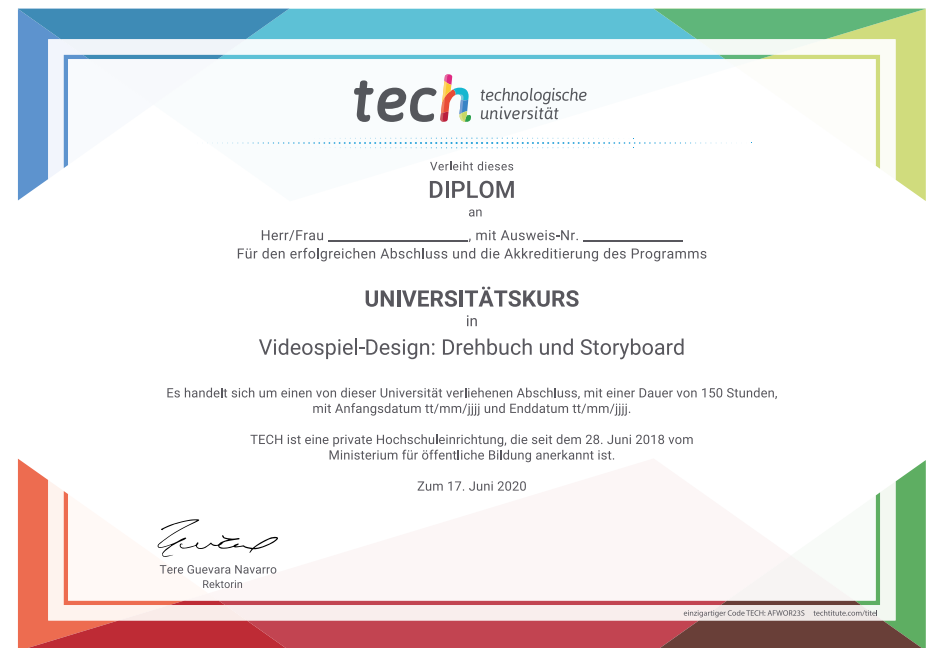 tech technologische
universität
Verleiht dieses
DIPLOM
an
Herr/Frau ____________________, mit Ausweis-Nr. ______________
Für den erfolgreichen Abschluss und die Akkreditierung des Programms
UNIVERSITÄTSKURS
in
Videospiel-Design: Drehbuch und Storyboard
Es handelt sich um einen von dieser Universität verliehenen Abschluss, mit einer Dauer von 150 Stunden,
mit Anfangsdatum tt/mm/jjjj und Enddatum tt/mm/jjjj.
TECH ist eine private Hochschuleinrichtung, die seit dem 28. Juni 2018 vom
Ministerium für öffentliche Bildung anerkannt ist.
Zum 17. Juni 2020
Tere Guevara Navarro
Rektorin
einzigartiger Code TECH: AFWOR23S techtitute.com/titel